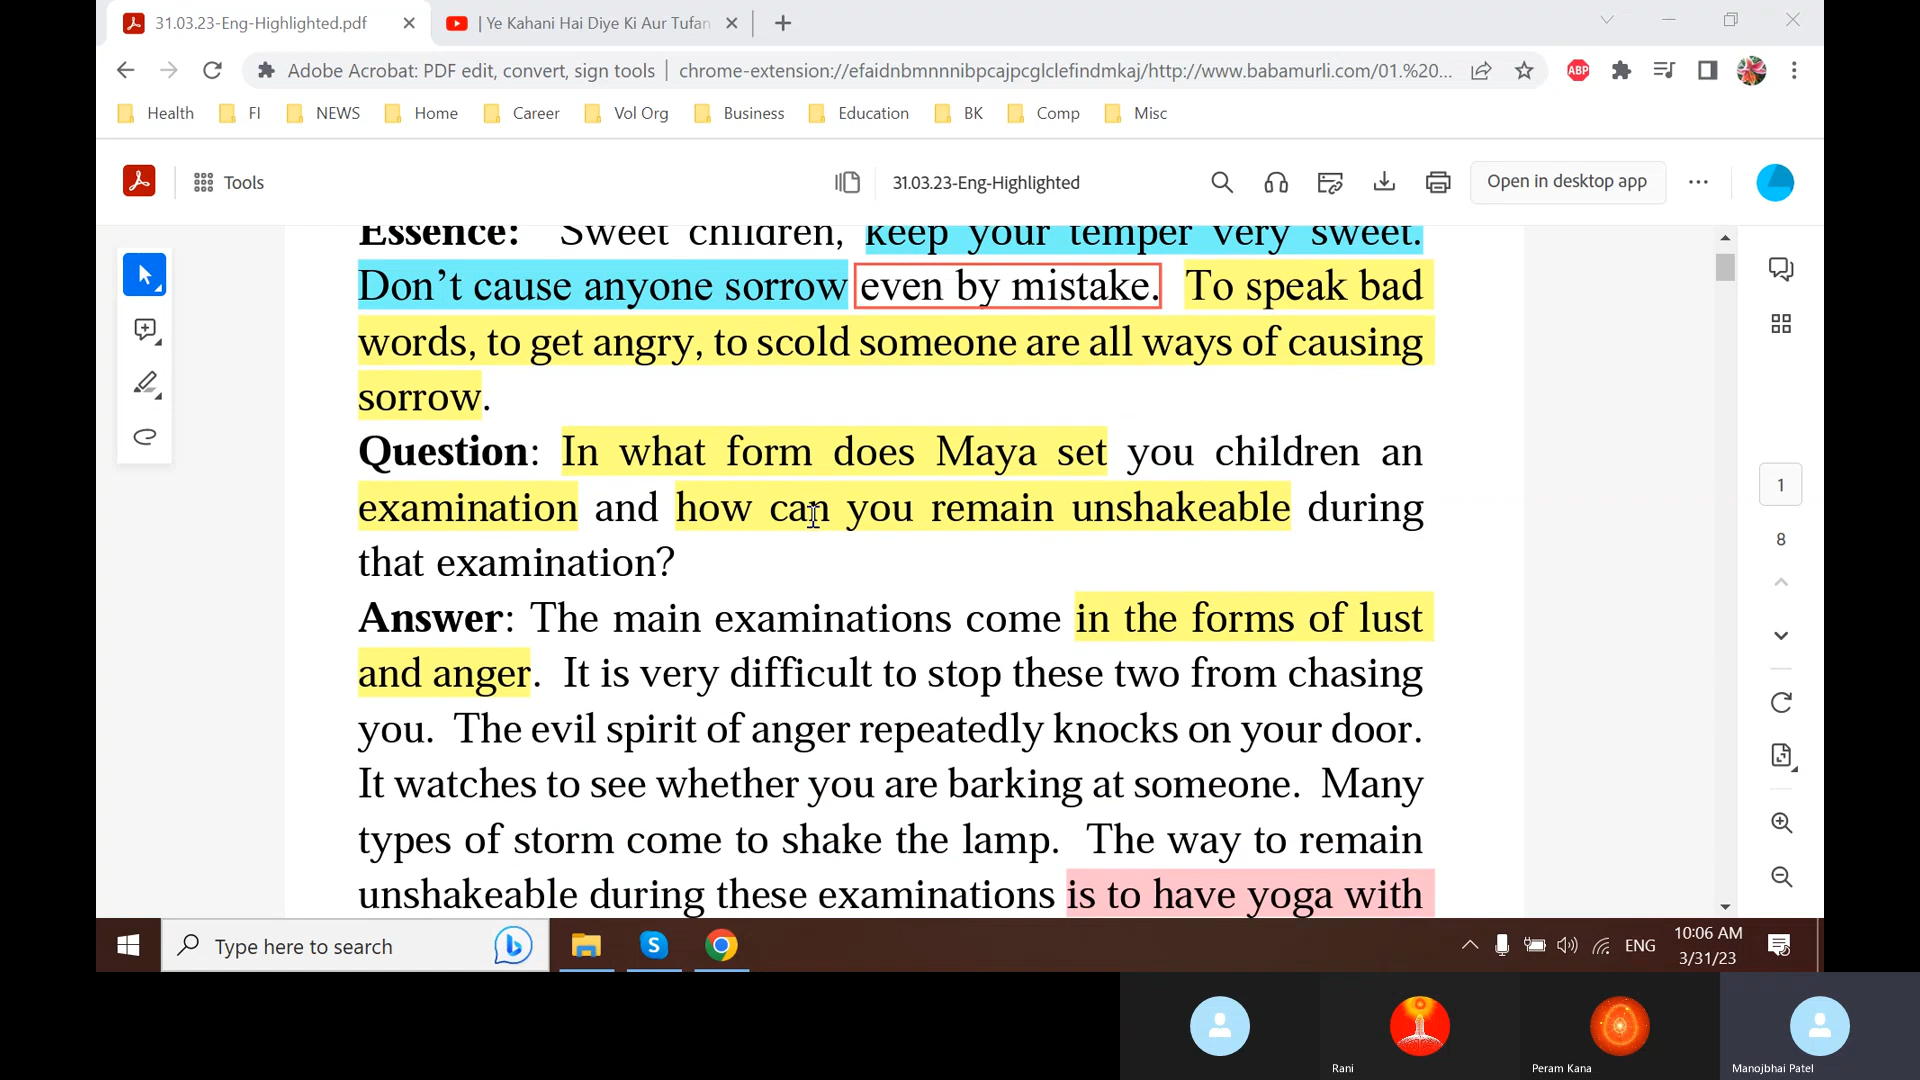 31.03.23-Eng-Highlighted.pdf
| Ye Kahani Hai Diye Ki Aur Tufan
Adobe Acrobat: PDF edit, convert, sign tools | chrome-extension://efaidnbmnnnibpcajpcglclefindmkaj/http://www.babamurli.com/01.%20...
ABP
Health FI NEWS Home Career Vol Org Business Education BK Comp Misc
Tools
31.03.23-Eng-Highlighted
Open in desktop app
Essence: Sweet children, keep your temper very sweet.
Don’t cause anyone sorrow even by mistake. To speak bad
words, to get angry, to scold someone are all ways of causing
sorrow.
Question: In what form does Maya set you children an
examination and how can you remain unshakeable during
that examination?
Answer: The main examinations come in the forms of lust
and anger. It is very difficult to stop these two from chasing
you. The evil spirit of anger repeatedly knocks on your door.
It watches to see whether you are barking at someone. Many
types of storm come to shake the lamp. The way to remain
unshakeable during these examinations is to have yoga with
1
8
Type here to search
ENG
10:06 AM
3/31/23
Rani
Peram Kana
Manojbhai Patel